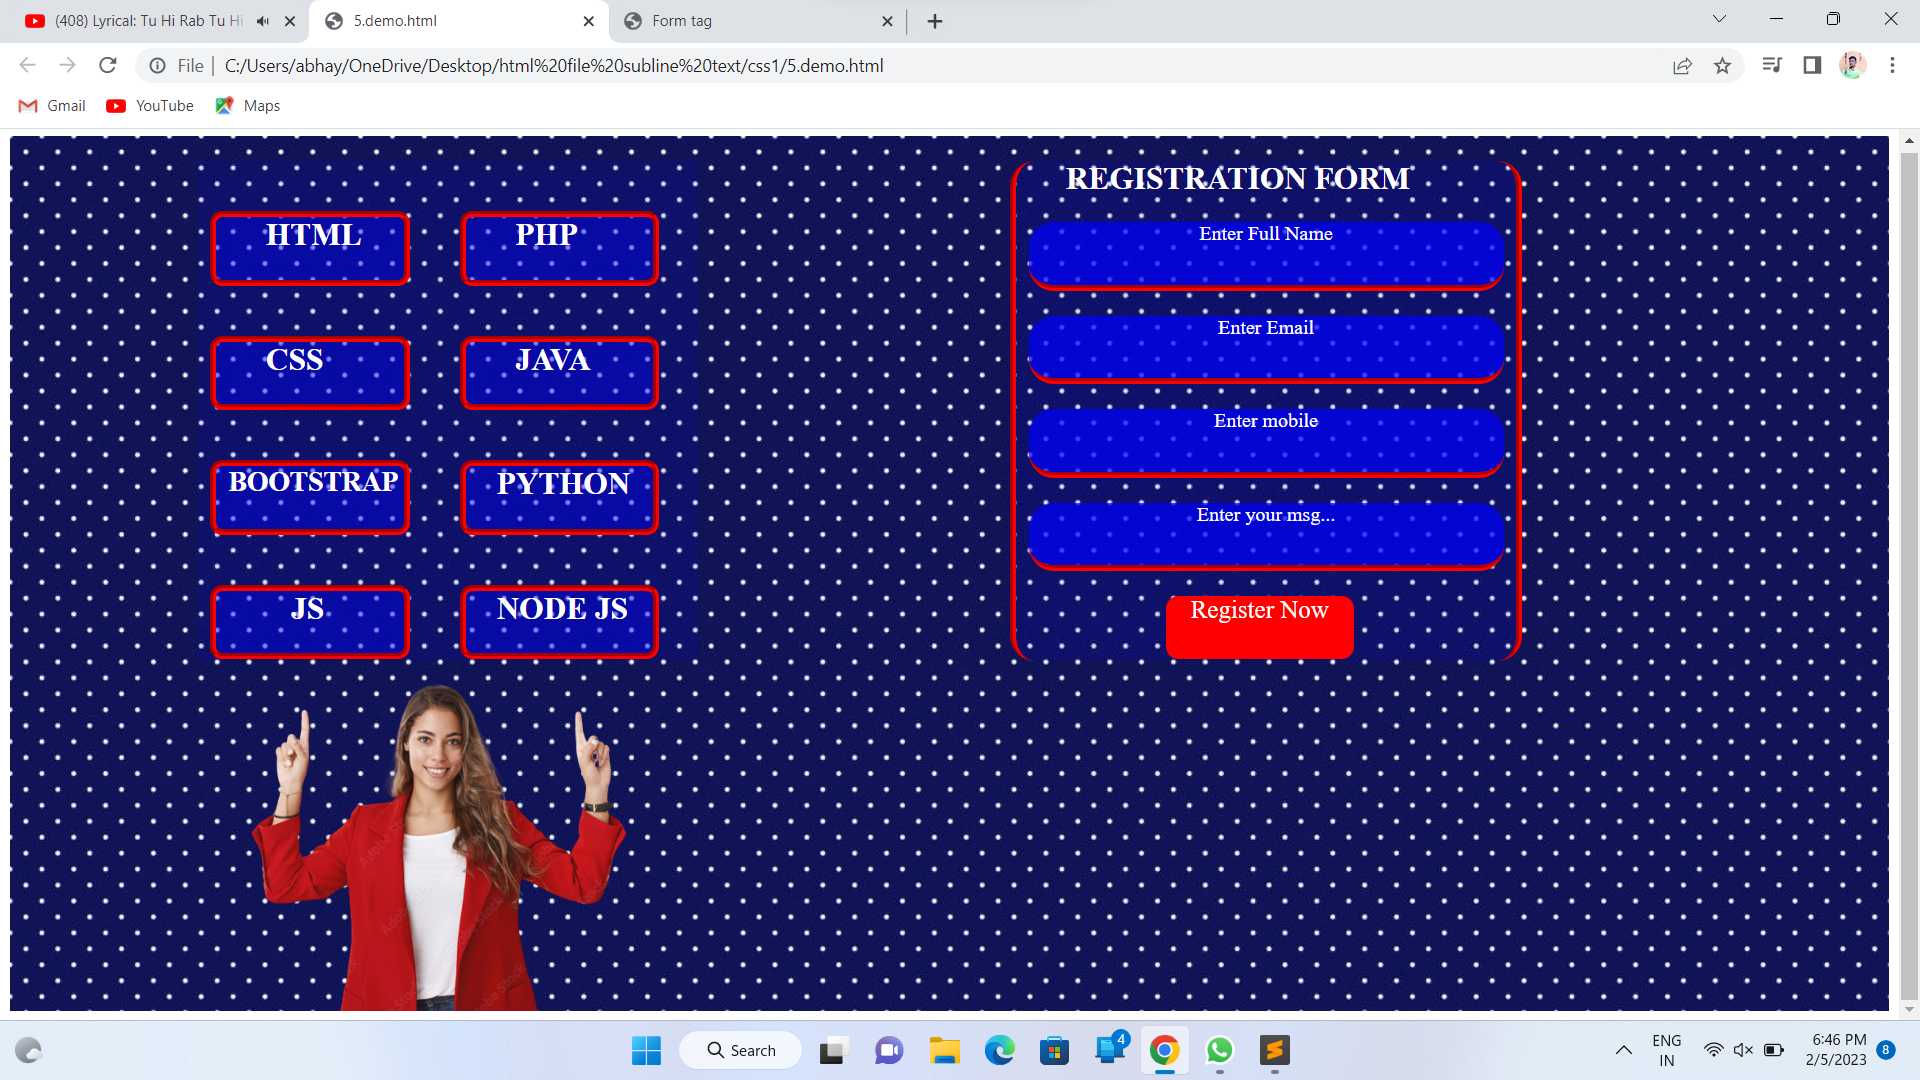 (408) Lyrical: Tu Hi Rab Tu Hi
5.demo.html
Form tag
File
C:/Users/abhay/OneDrive/Desktop/html%20file%20subline%20text/css1/5.demo.html
Gmail
YouTube
Maps
HTML
PHP
CSS
JAVA
BOOTSTRAP
PYTHON
JS
NODE JS
REGISTRATION FORM
Enter Full Name
Enter Email
Enter mobile
Enter your msg...
Register Now
Adobe Stock
Search
4
ENG
IN
6:46 PM
2/5/2023
8